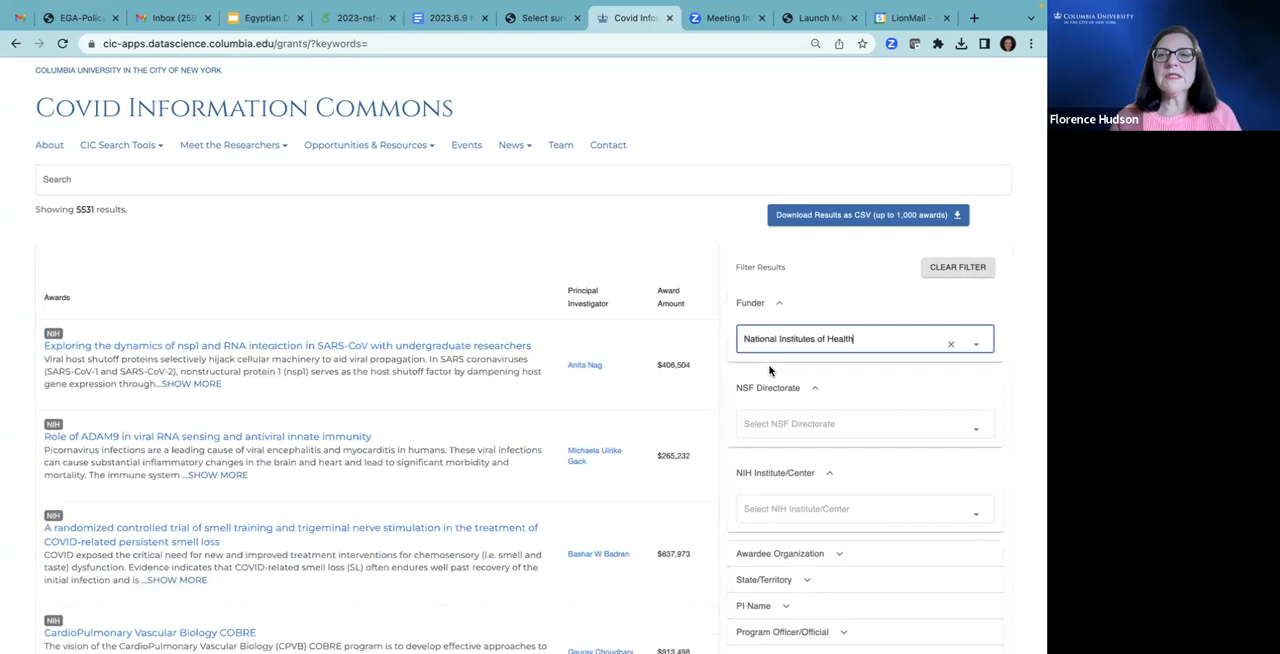 EGA-Policy
Inbox (259
Egyptian D
2023-nsf-
2023.6.9 N
Select sur
Covid Infor
Meeting In
Launch Me
LionMail -
cic-apps.datascience.columbia.edu/grants/?keywords=
COLUMBIA UNIVERSITY
IN THE CITY OF NEW YORK
Florence Hudson
COLUMBIA UNIVERSITY IN THE CITY OF NEW YORK
COVID INFORMATION COMMONS
About CIC Search Tools Meet the Researchers Opportunities & Resources Events News Team Contact
Search
Showing 5531 results.
Download Results as CSV (up to 1,000 awards)
Awards
Principal Investigator
Award Amount
NIH
Exploring the dynamics of nsp1 and RNA interaction in SARS-CoV with undergraduate researchers
Viral host shutoff proteins selectively hijack cellular machinery to aid viral propagation. In SARS coronaviruses
(SARS-CoV-1 and SARS-CoV-2), nonstructural protein 1 (nsp1) serves as the host shutoff factor by dampening host
gene expression through...SHOW MORE
Anita Nag
$406,504
NIH
Role of ADAM9 in viral RNA sensing and antiviral innate immunity
Picornavirus infections are a leading cause of viral encephalitis and myocarditis in humans. These viral infections
can cause substantial inflammatory changes in the brain and heart and lead to significant morbidity and
mortality. The immune system ...SHOW MORE
Michaela Ulrike
Gack
$265,232
NIH
A randomized controlled trial of smell training and trigeminal nerve stimulation in the treatment of
COVID-related persistent smell loss
COVID exposed the critical need for new and improved treatment interventions for chemosensory (i.e. smell and
taste) dysfunction. Evidence indicates that COVID-related smell loss (SL) often endures well past recovery of the
initial infection and is ...SHOW MORE
Bashar W Badran
$637,973
NIH
CardioPulmonary Vascular Biology COBRE
The vision of the CardioPulmonary Vascular Biology (CPVB) COBRE program is to develop effective approaches to
Gaurav Choudhary
$913,498
Filter Results
CLEAR FILTER
Funder
National Institutes of Health
NSF Directorate
Select NSF Directorate
NIH Institute/Center
Select NIH Institute/Center
Awardee Organization
State/Territory
PI Name
Program Officer/Official